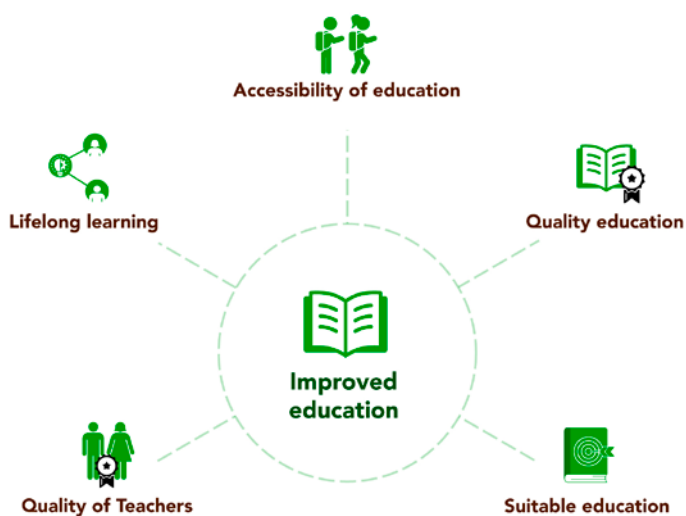 Accessibility of education
Lifelong learning
Quality education
Improved
education
Quality of Teachers
Suitable education